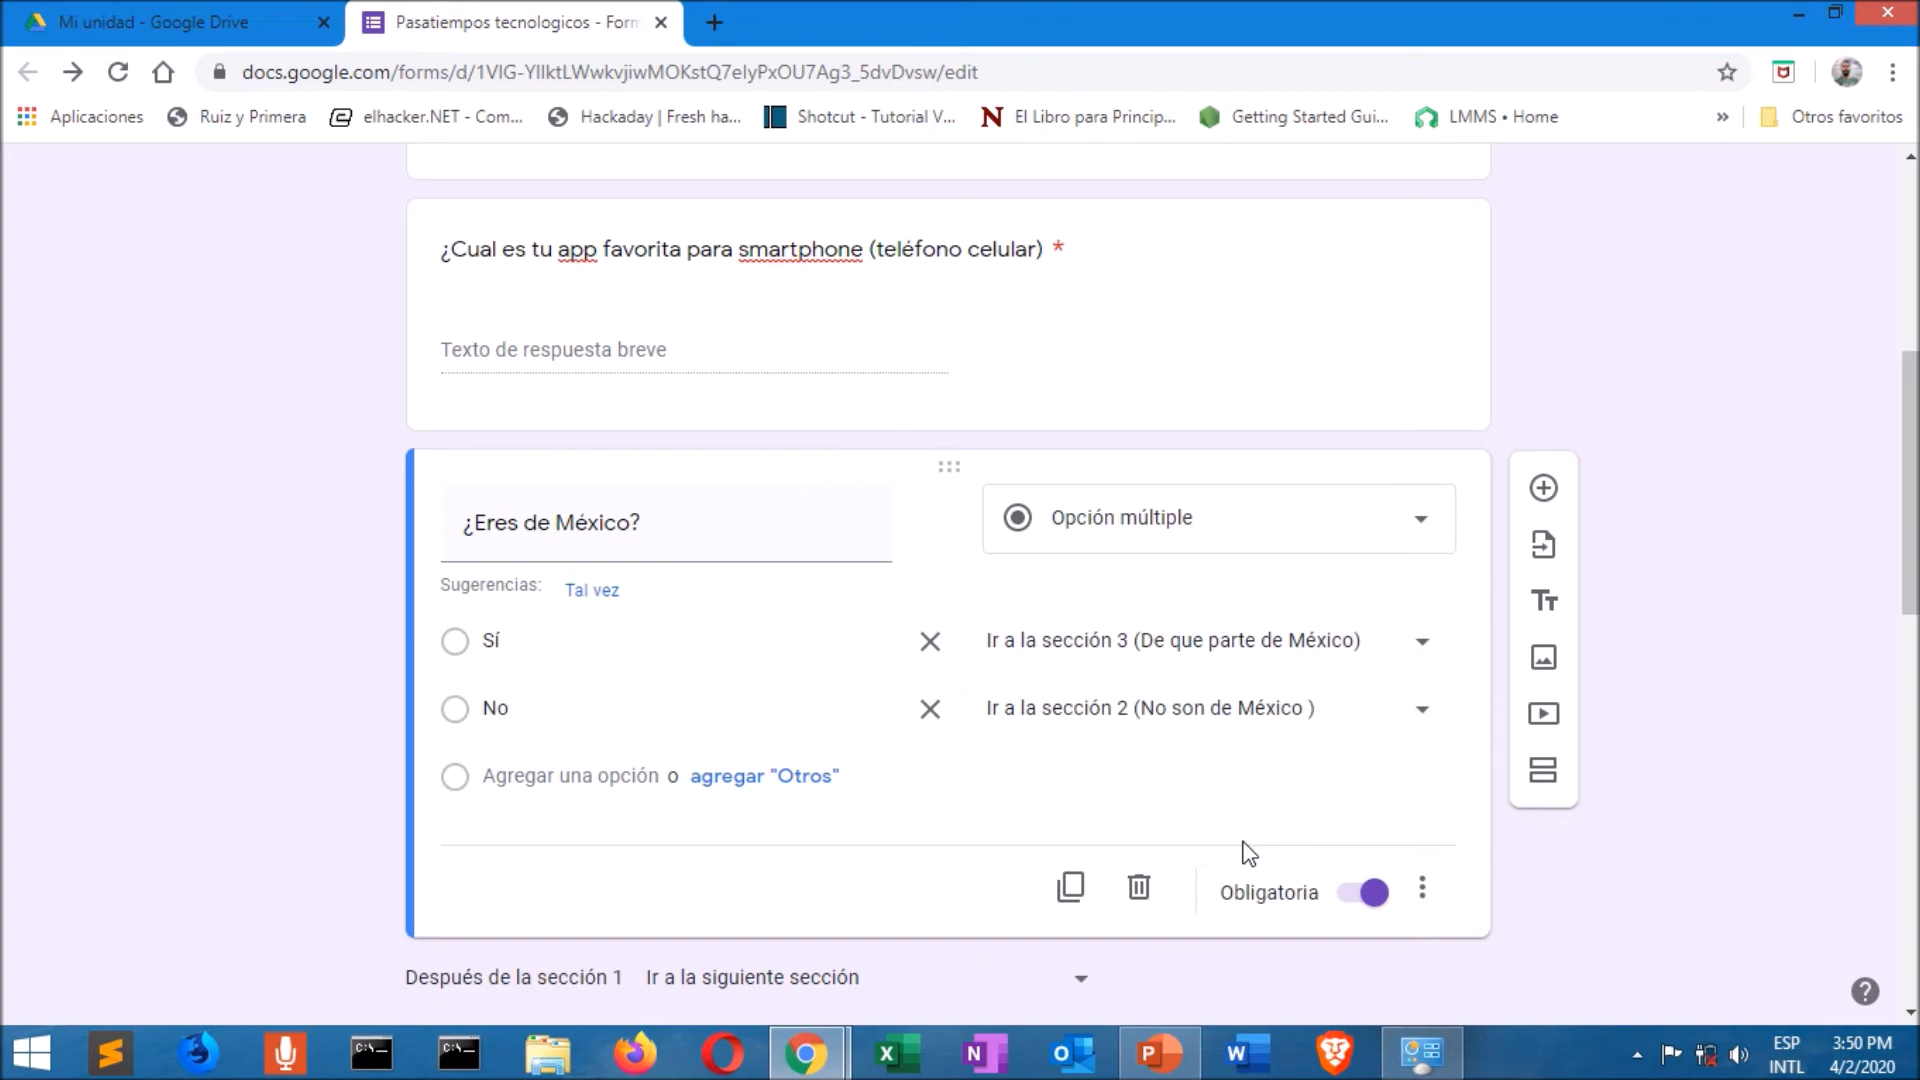 Mi unidad - Google Drive
Pasatiempos tecnologicos - Form
docs.google.com/forms/d/1VIG-YlIktLWwkvjiwMOKstQ7eIyPxOU7Ag3_5dvDvsw/edit
Aplicaciones
Ruiz y Primera
elhacker.NET - Com...
Hackaday | Fresh ha...
Shotcut - Tutorial V...
El Libro para Princip...
Getting Started Gui...
LMMS • Home
»
Otros favoritos
¿Cual es tu app favorita para smartphone (teléfono celular) *
Texto de respuesta breve
¿Eres de México?
Opción múltiple
Sugerencias: Tal vez
Sí
Ir a la sección 3 (De que parte de México)
No
Ir a la sección 2 (No son de México )
Agregar una opción o agregar "Otros"
Obligatoria
Después de la sección 1 Ir a la siguiente sección
ESP
INTL
3:50 PM
4/2/2020